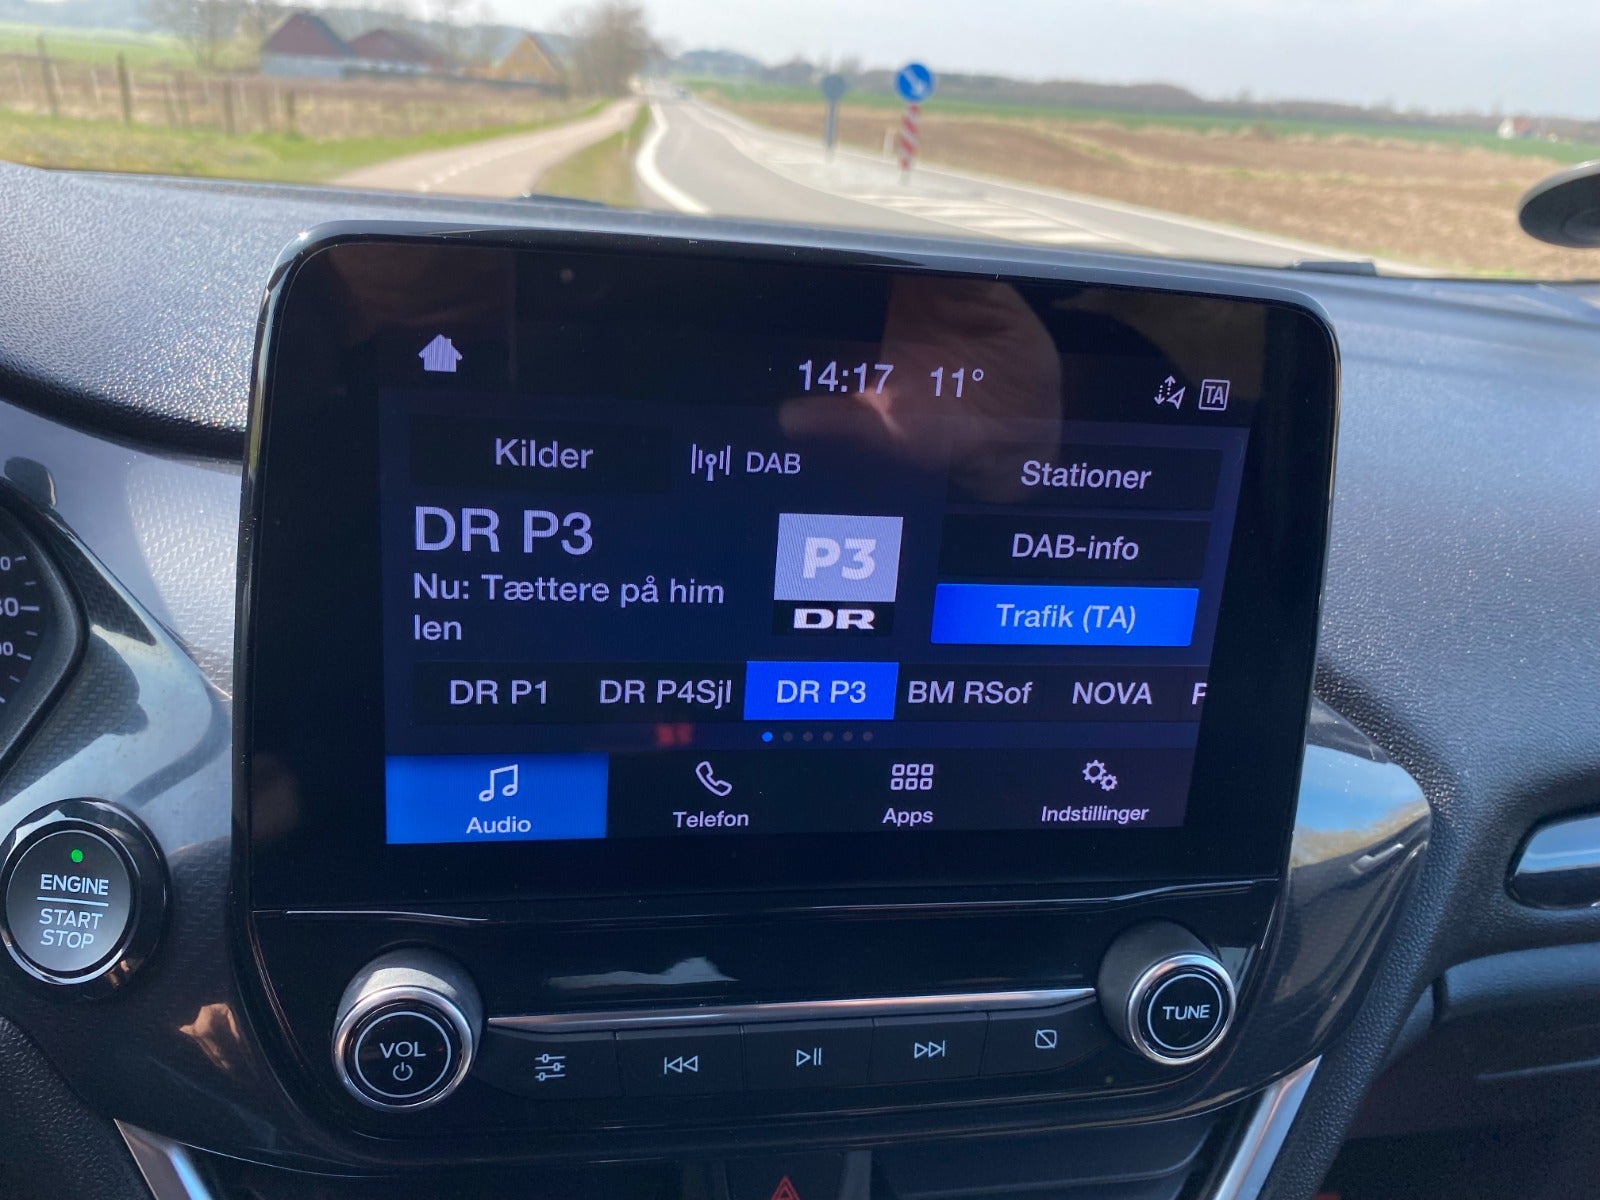 14:17 11°
TA
Kilder
DAB
Stationer
DR P3
P3
DR
DAB-info
Nu: Tættere på him
len
Trafik (TA)
DR P1
DR P4Sjl
DR P3
BM RSof
NOVA
Audio
Telefon
Apps
Indstillinger
ENGINE
START
STOP
VOL
TUNE